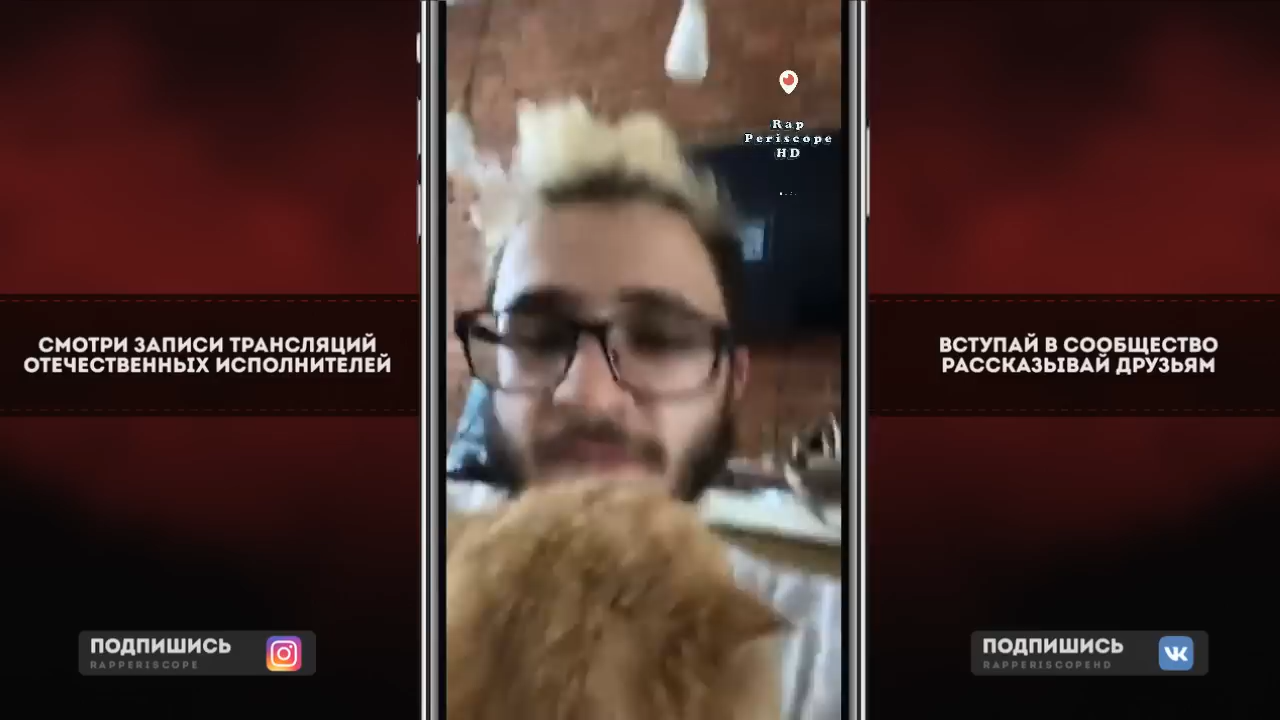 Rap
Periscope
HD
СМОТРИ ЗАПИСИ ТРАНСЛЯЦИЙ
ОТЕЧЕСТВЕННЫХ ИСПОЛНИТЕЛЕЙ
ВСТУПАЙ В СООБЩЕСТВО
РАССКАЗЫВАЙ ДРУЗЬЯМ
ПОДПИШИСЬ
RAPPERISCOPE
ПОДПИШИСЬ
RAPPERISCOPEHD